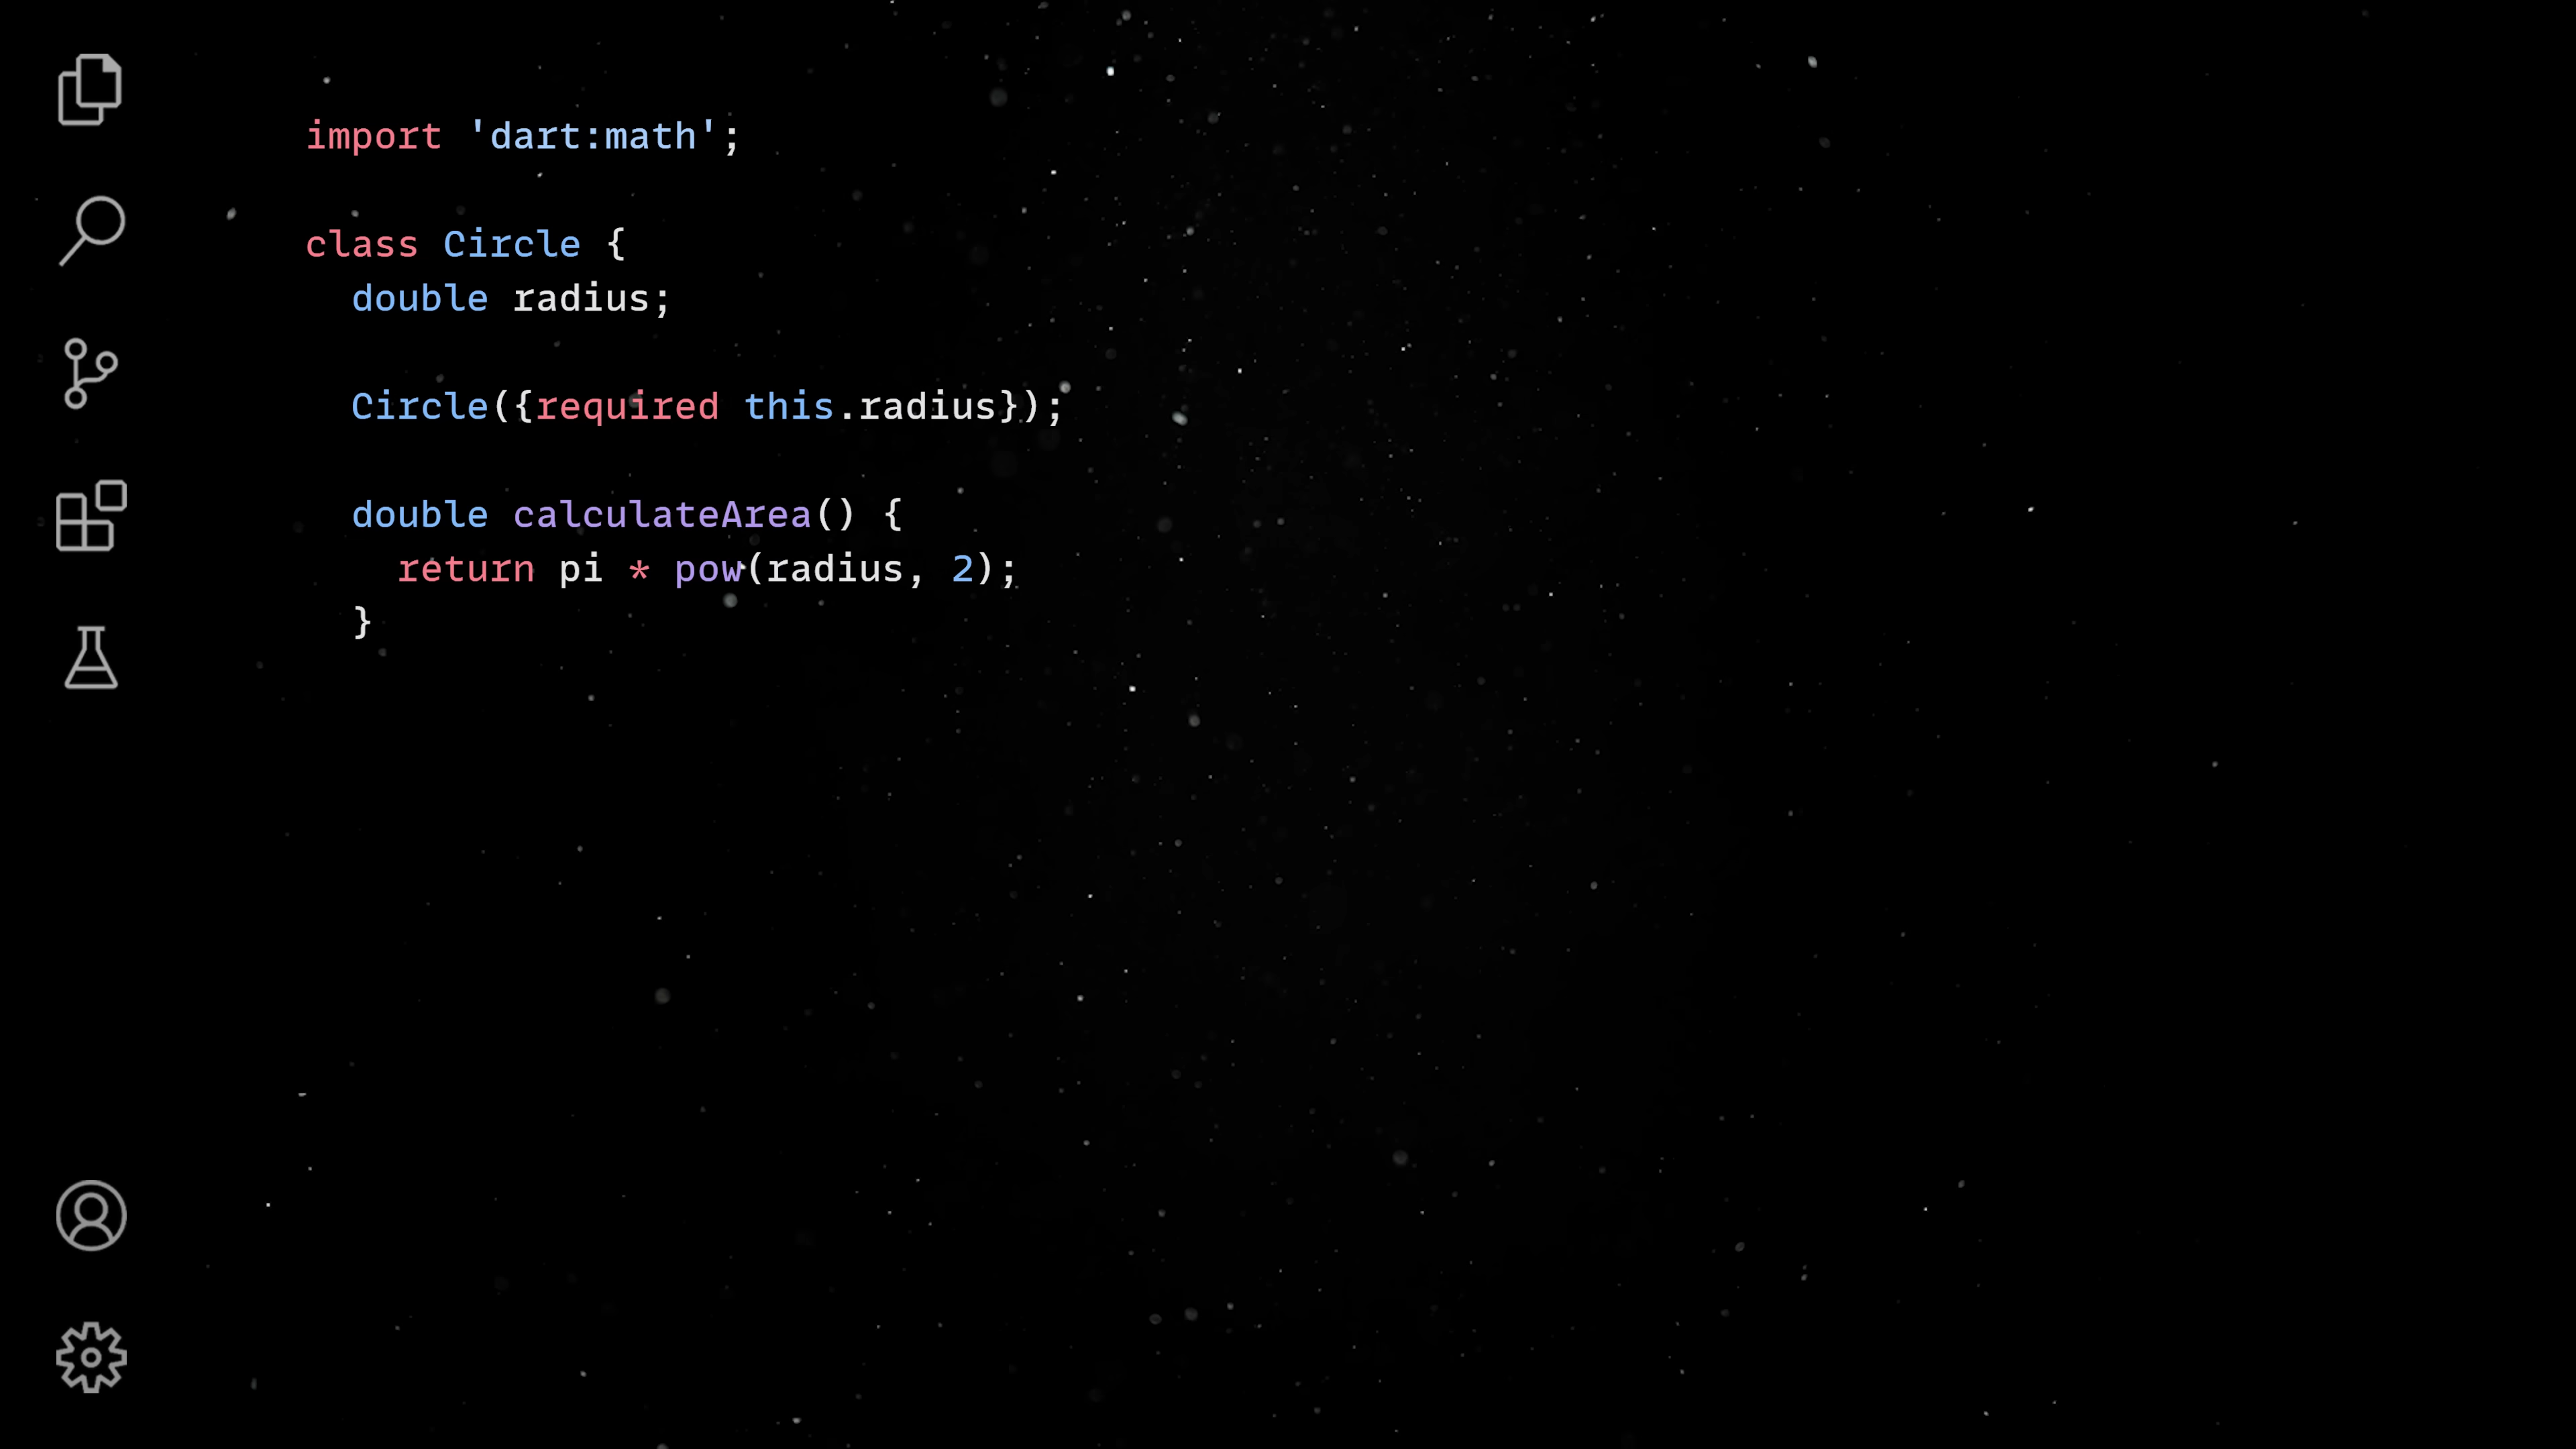 import 'dart:math';
class Circle {
  double radius;
  Circle({required this.radius});
  double calculateArea() {
    return pi * pow(radius, 2);
  }